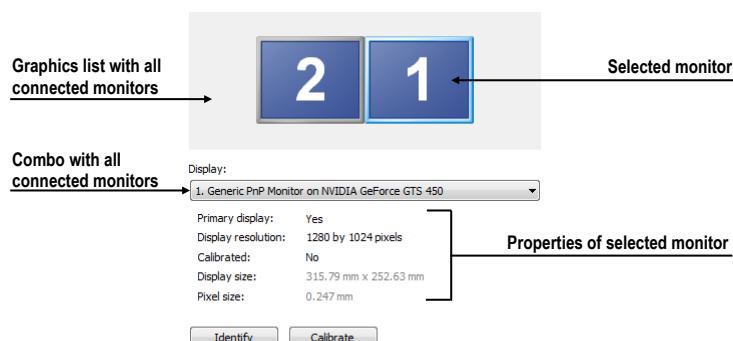 Graphics list with all
connected monitors
2
1
Selected monitor
Combo with all
connected monitors
Display:
1. Generic PnP Monitor on NVIDIA GeForce GTS 450
Primary display: Yes
Display resolution: 1280 by 1024 pixels
Calibrated: No
Display size: 315.79 mm x 252.63 mm
Pixel size: 0.247 mm
Properties of selected monitor
Identify
Calibrate